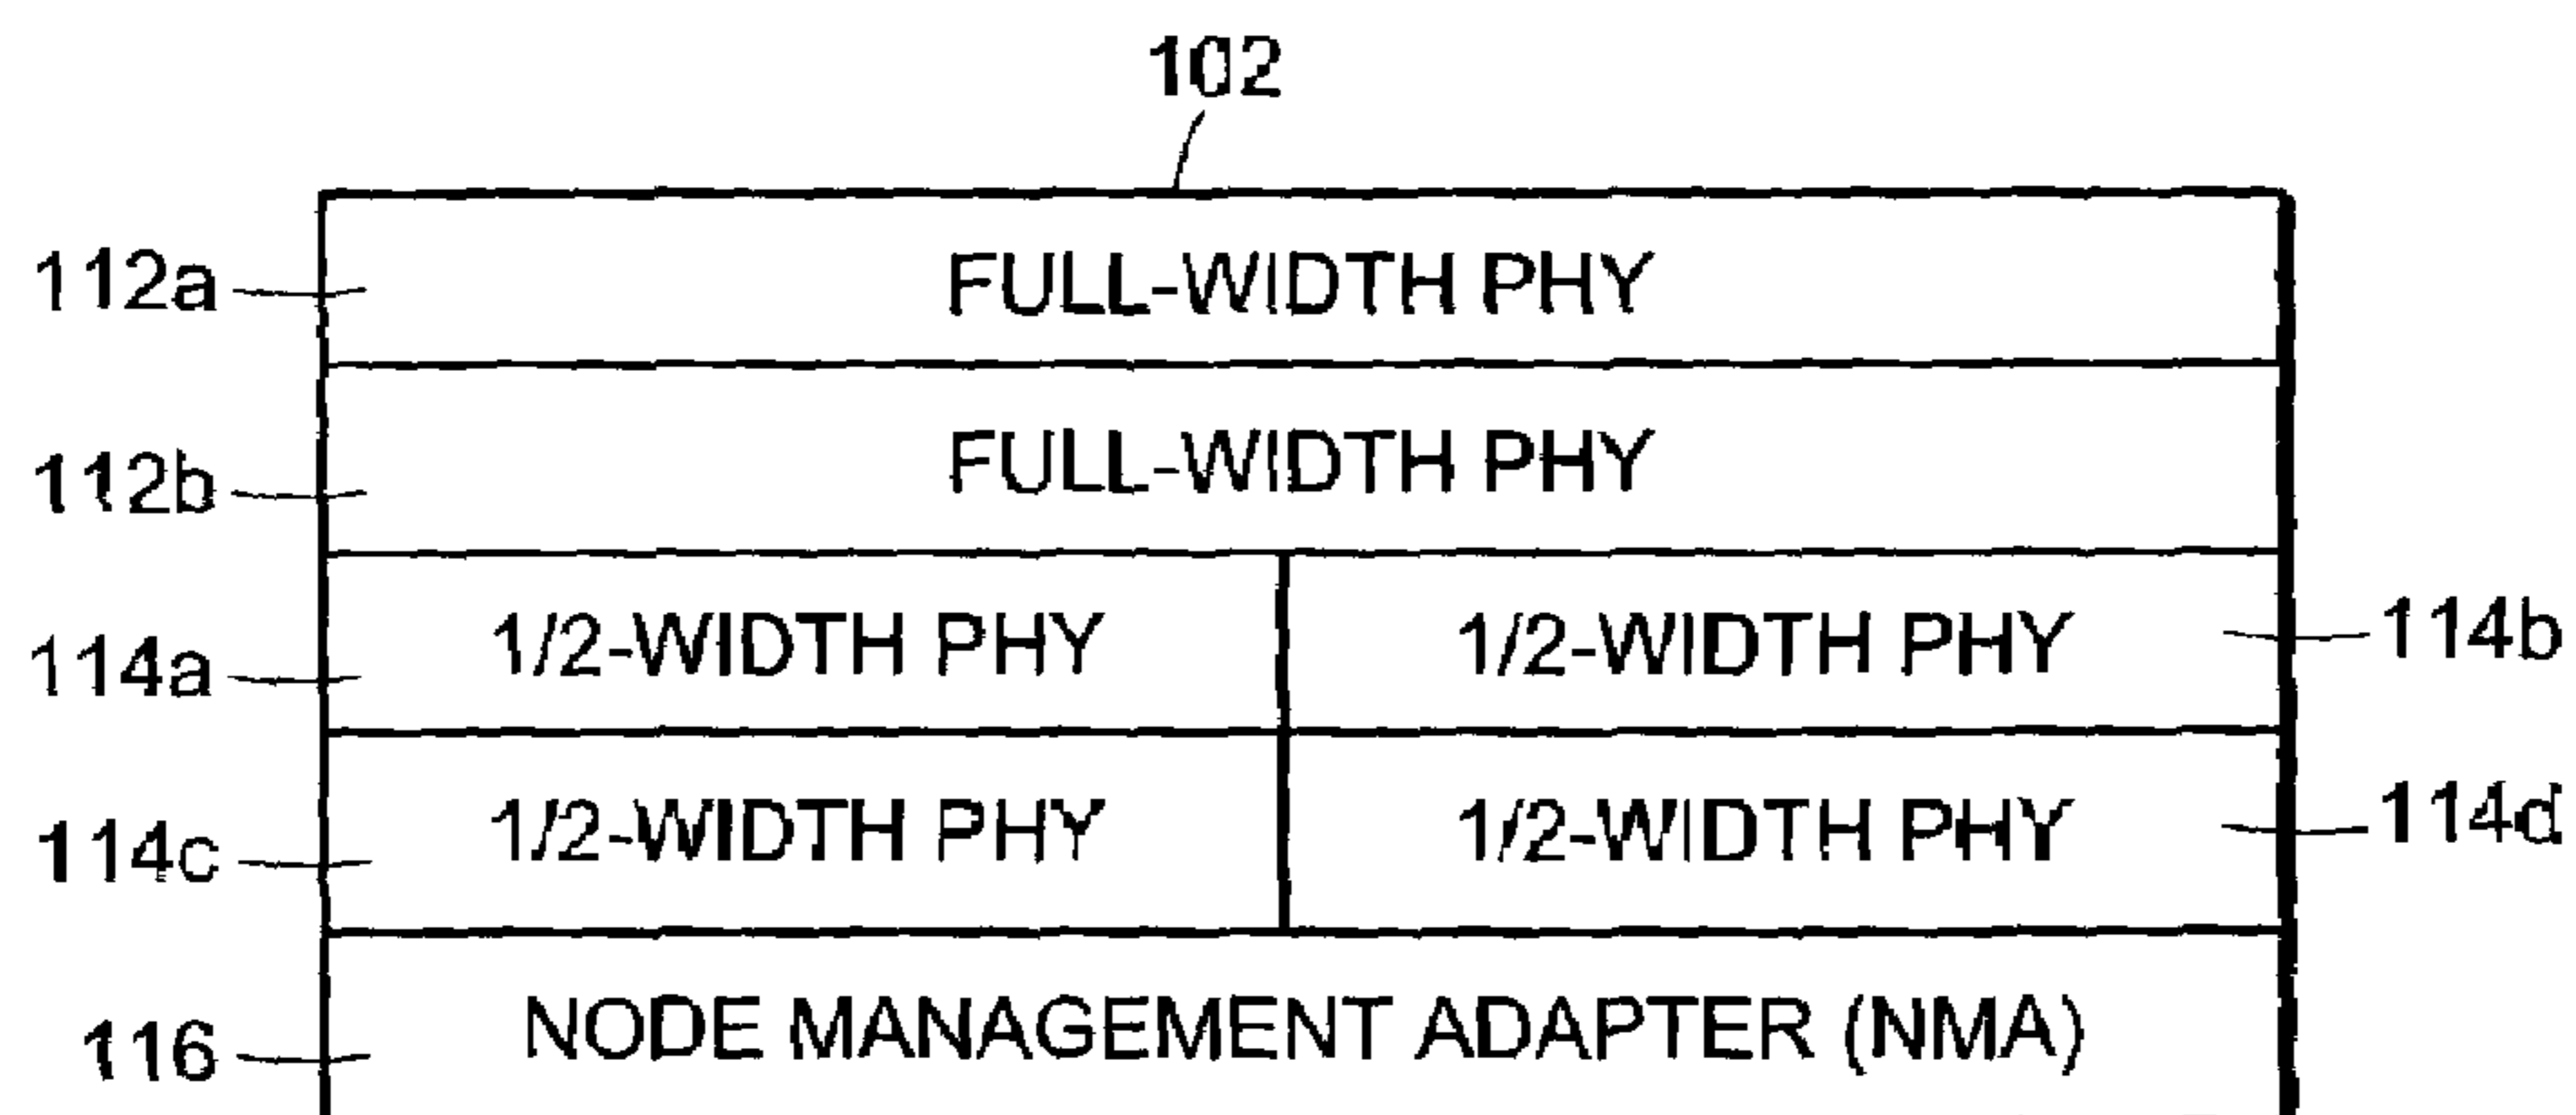 102
112a FULL-WIDTH PHY
112b FULL-WIDTH PHY
114a 1/2-WIDTH PHY 1/2-WIDTH PHY 114b
114c 1/2-WIDTH PHY 1/2-WIDTH PHY 114d
116 NODE MANAGEMENT ADAPTER (NMA)